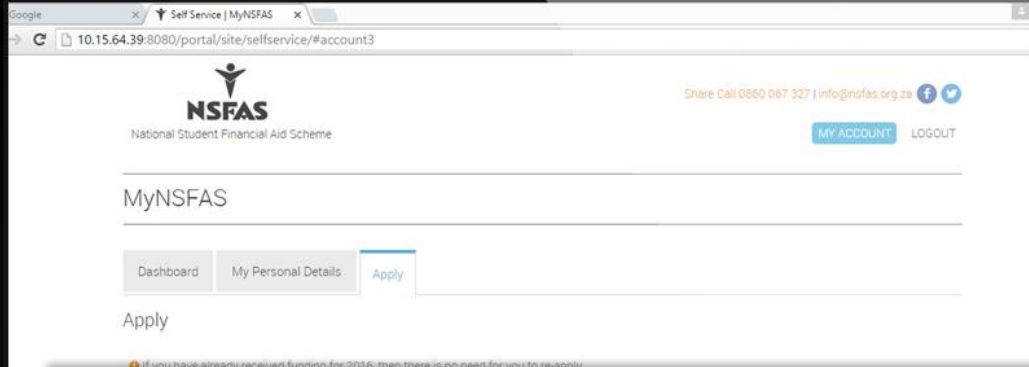 Google
Self Service | MyNSFAS
10.15.64.39:8080/portal/site/selfservice/#account3
NSFAS
National Student Financial Aid Scheme
Share Call:0860 067 327 | info@nsfas.org.za
MY ACCOUNT LOGOUT
MyNSFAS
Dashboard My Personal Details Apply
Apply
If you have already received funding for 2016, then there is no need for you to re-apply